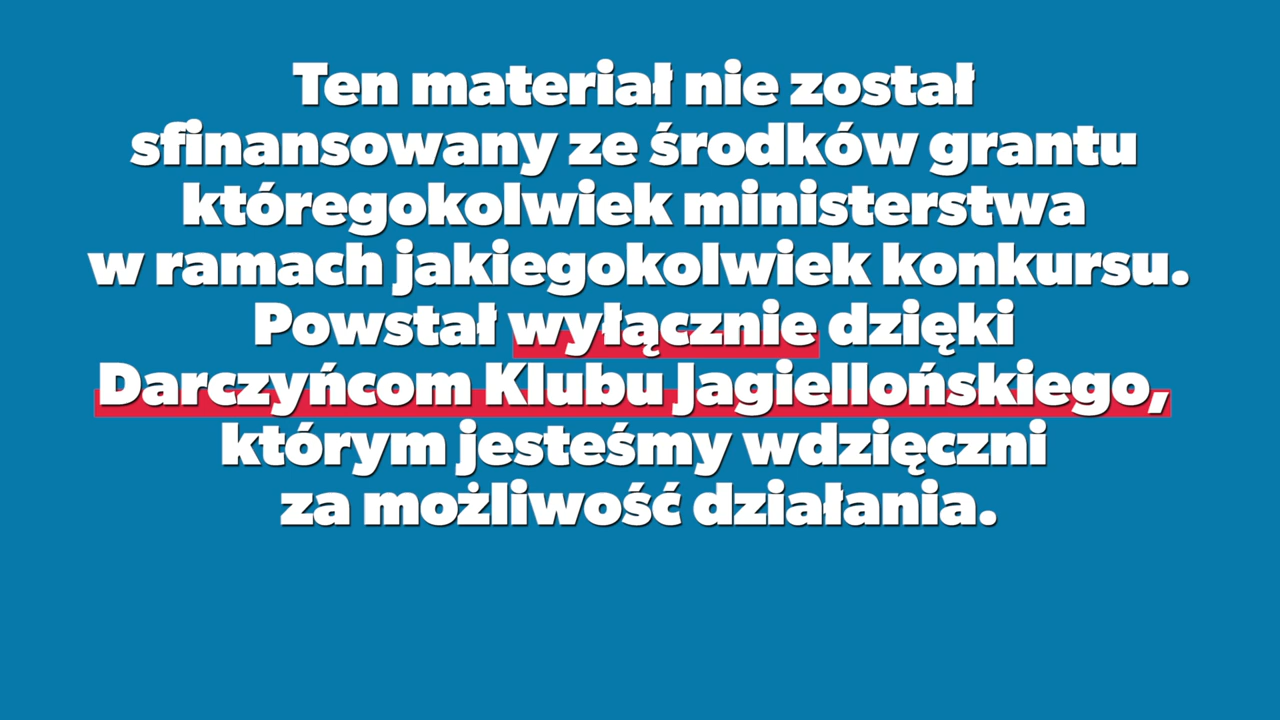 Ten materiał nie został
sfinansowany ze środków grantu
któregokolwiek ministerstwa
w ramach jakiegokolwiek konkursu.
Powstał wyłącznie dzięki
Darczyńcom Klubu Jagiellońskiego,
którym jesteśmy wdzięczni
za możliwość działania.